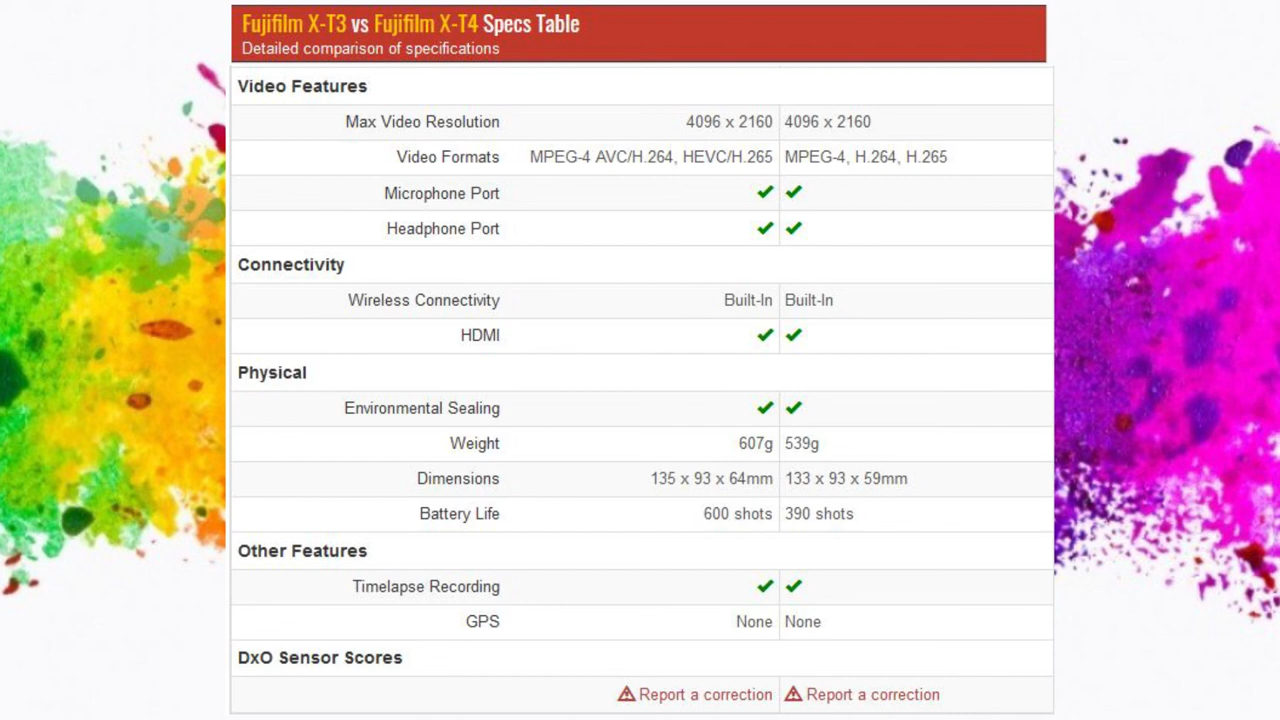 Fujifilm X-T3 vs Fujifilm X-T4 Specs Table
Detailed comparison of specifications
Video Features
Max Video Resolution 4096 x 2160 4096 x 2160
Video Formats MPEG-4 AVC/H.264, HEVC/H.265 MPEG-4, H.264, H.265
Microphone Port ✔ ✔
Headphone Port ✔ ✔
Connectivity
Wireless Connectivity Built-In Built-In
HDMI ✔ ✔
Physical
Environmental Sealing ✔ ✔
Weight 607g 539g
Dimensions 135 x 93 x 64mm 133 x 93 x 59mm
Battery Life 600 shots 390 shots
Other Features
Timelapse Recording ✔ ✔
GPS None None
DxO Sensor Scores
Report a correction Report a correction